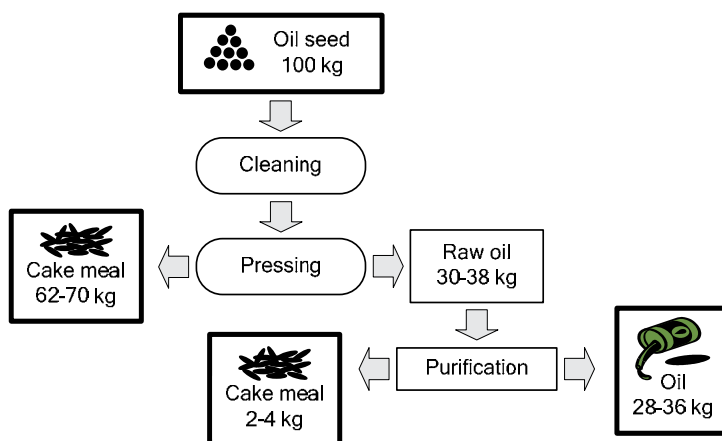 Oil seed
100 kg
Cleaning
Pressing
Cake meal
62-70 kg
Raw oil
30-38 kg
Purification
Cake meal
2-4 kg
Oil
28-36 kg